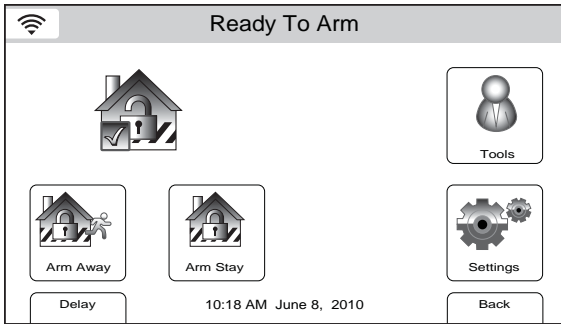 Ready To Arm
Tools
Arm Away
Arm Stay
Settings
Delay
10:18 AM June 8, 2010
Back